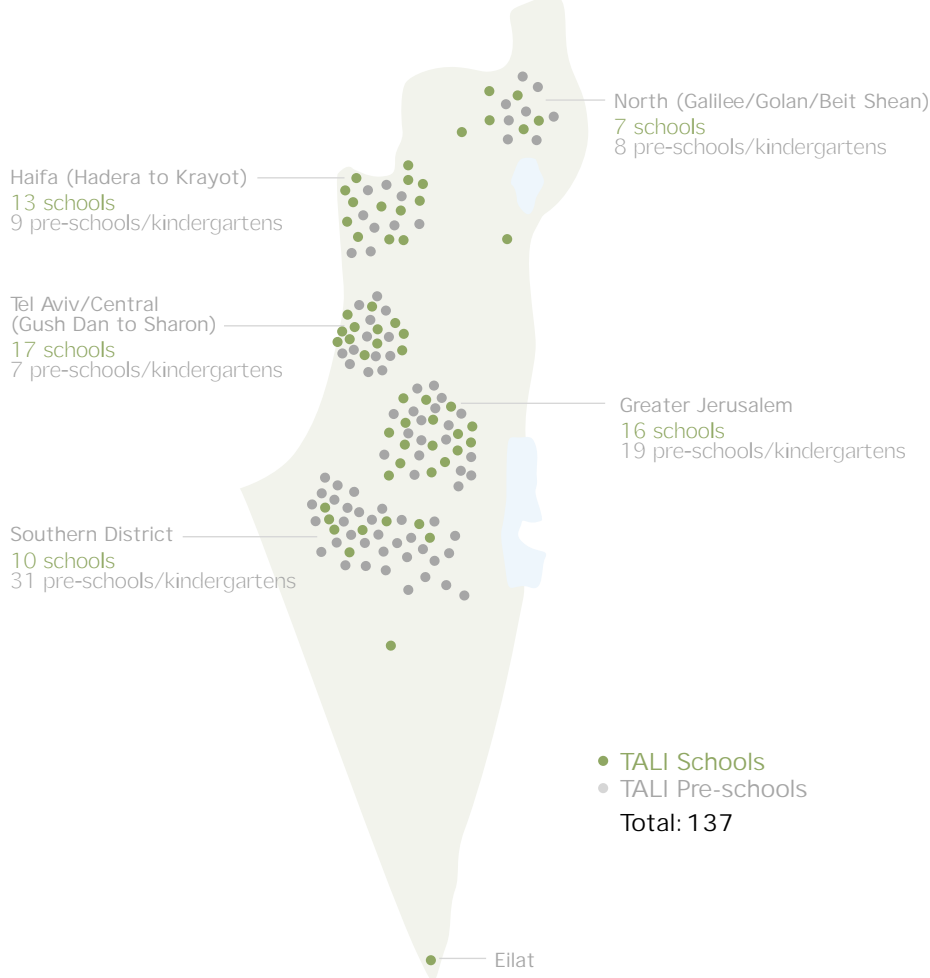 North (Galilee/Golan/Beit Shean)
7 schools
8 pre-schools/kindergartens
Haifa (Hadera to Krayot)
13 schools
9 pre-schools/kindergartens
Tel Aviv/Central
(Gush Dan to Sharon)
17 schools
7 pre-schools/kindergartens
Greater Jerusalem
16 schools
19 pre-schools/kindergartens
Southern District
10 schools
31 pre-schools/kindergartens
TALI Schools
TALI Pre-schools
Total: 137
Eilat